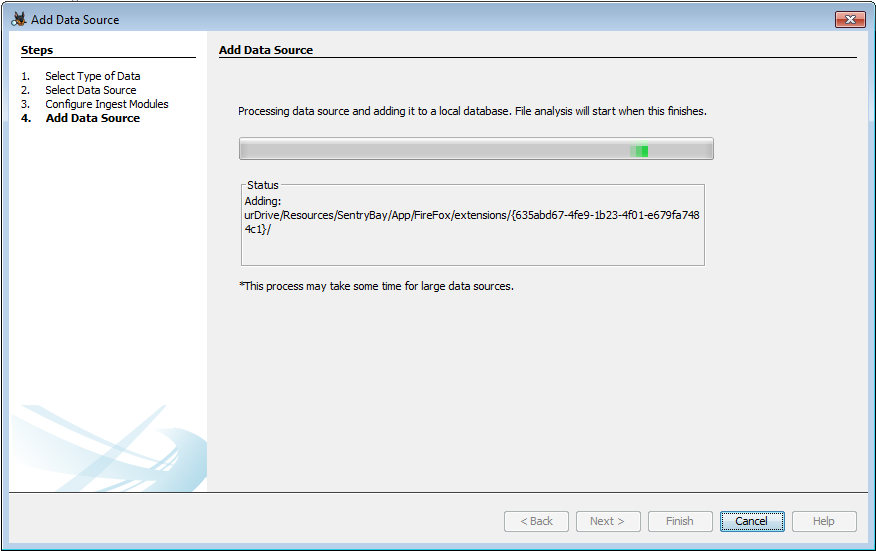 Add Data Source
Steps
1. Select Type of Data
2. Select Data Source
3. Configure Ingest Modules
4. Add Data Source
Add Data Source
Processing data source and adding it to a local database. File analysis will start when this finishes.
Status
Adding:
urDrive/Resources/SentryBay/App/FireFox/extensions/{635abd67-4fe9-1b23-4f01-e679fa748
4c1}/
*This process may take some time for large data sources.
< Back
Next >
Finish
Cancel
Help